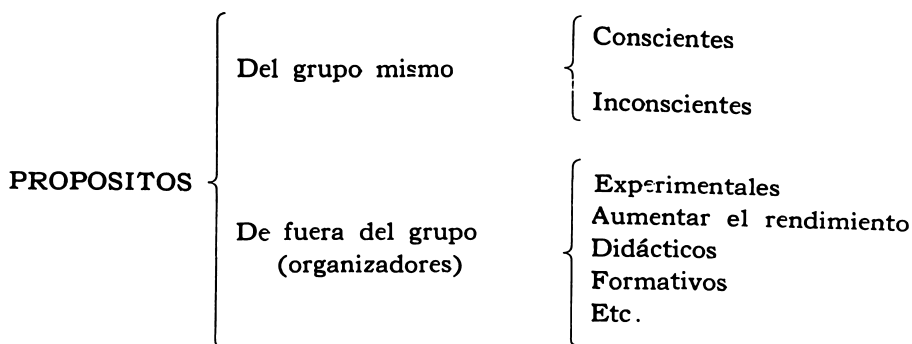 PROPOSITOS
Del grupo mismo
Conscientes
Inconscientes
De fuera del grupo
(organizadores)
Experimentales
Aumentar el rendimiento
Didácticos
Formativos
Etc.